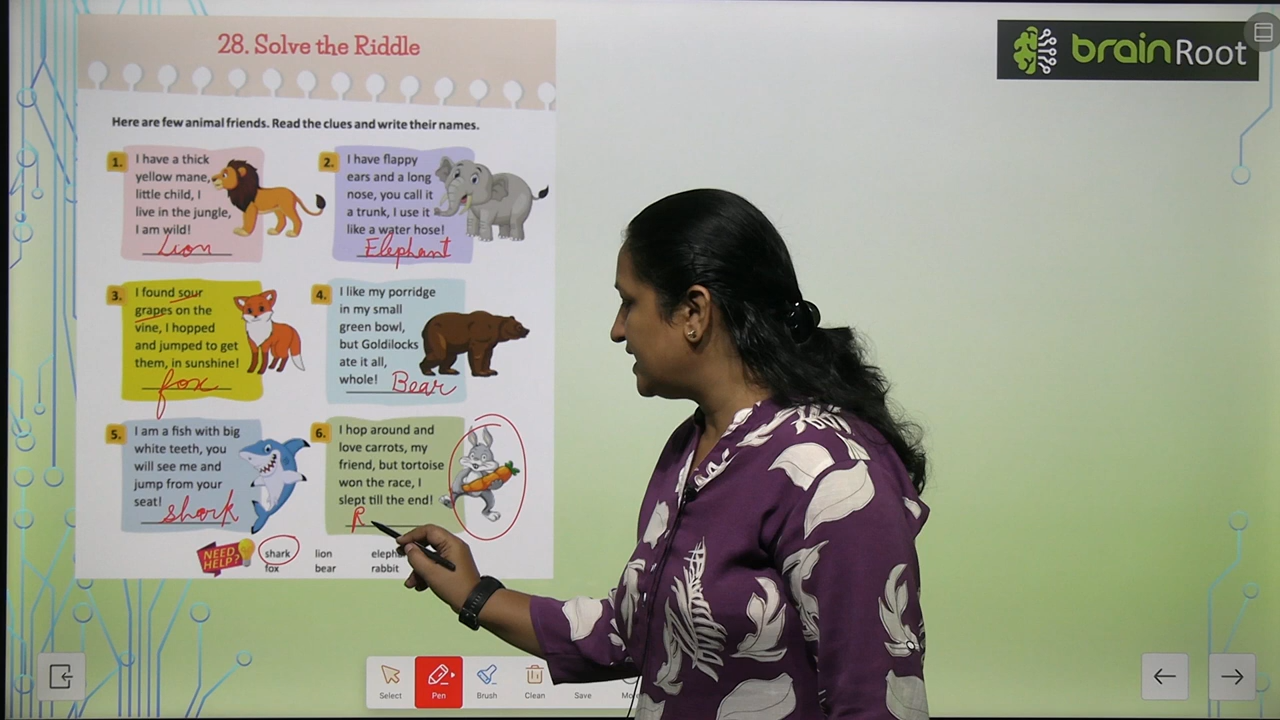 brainRoot
28. Solve the Riddle
Here are few animal friends. Read the clues and write their names.
1.
I have a thick
yellow mane,
little child, I
live in the jungle,
I am wild!
Lion
2.
I have flappy
ears and a long
nose, you call it
a trunk, I use it
like a water hose!
Elephant
3.
I found sour
grapes on the
vine, I hopped
and jumped to get
them, in sunshine!
fox
4.
I like my porridge
in my small
green bowl,
but Goldilocks
ate it all,
whole!
Bear
5.
I am a fish with big
white teeth, you
will see me and
jump from your
seat!
shark
6.
I hop around and
love carrots, my
friend, but tortoise
won the race, I
slept till the end!
R
NEED
HELP?
shark lion
fox bear rabbit
Select Pen Brush Clean Save